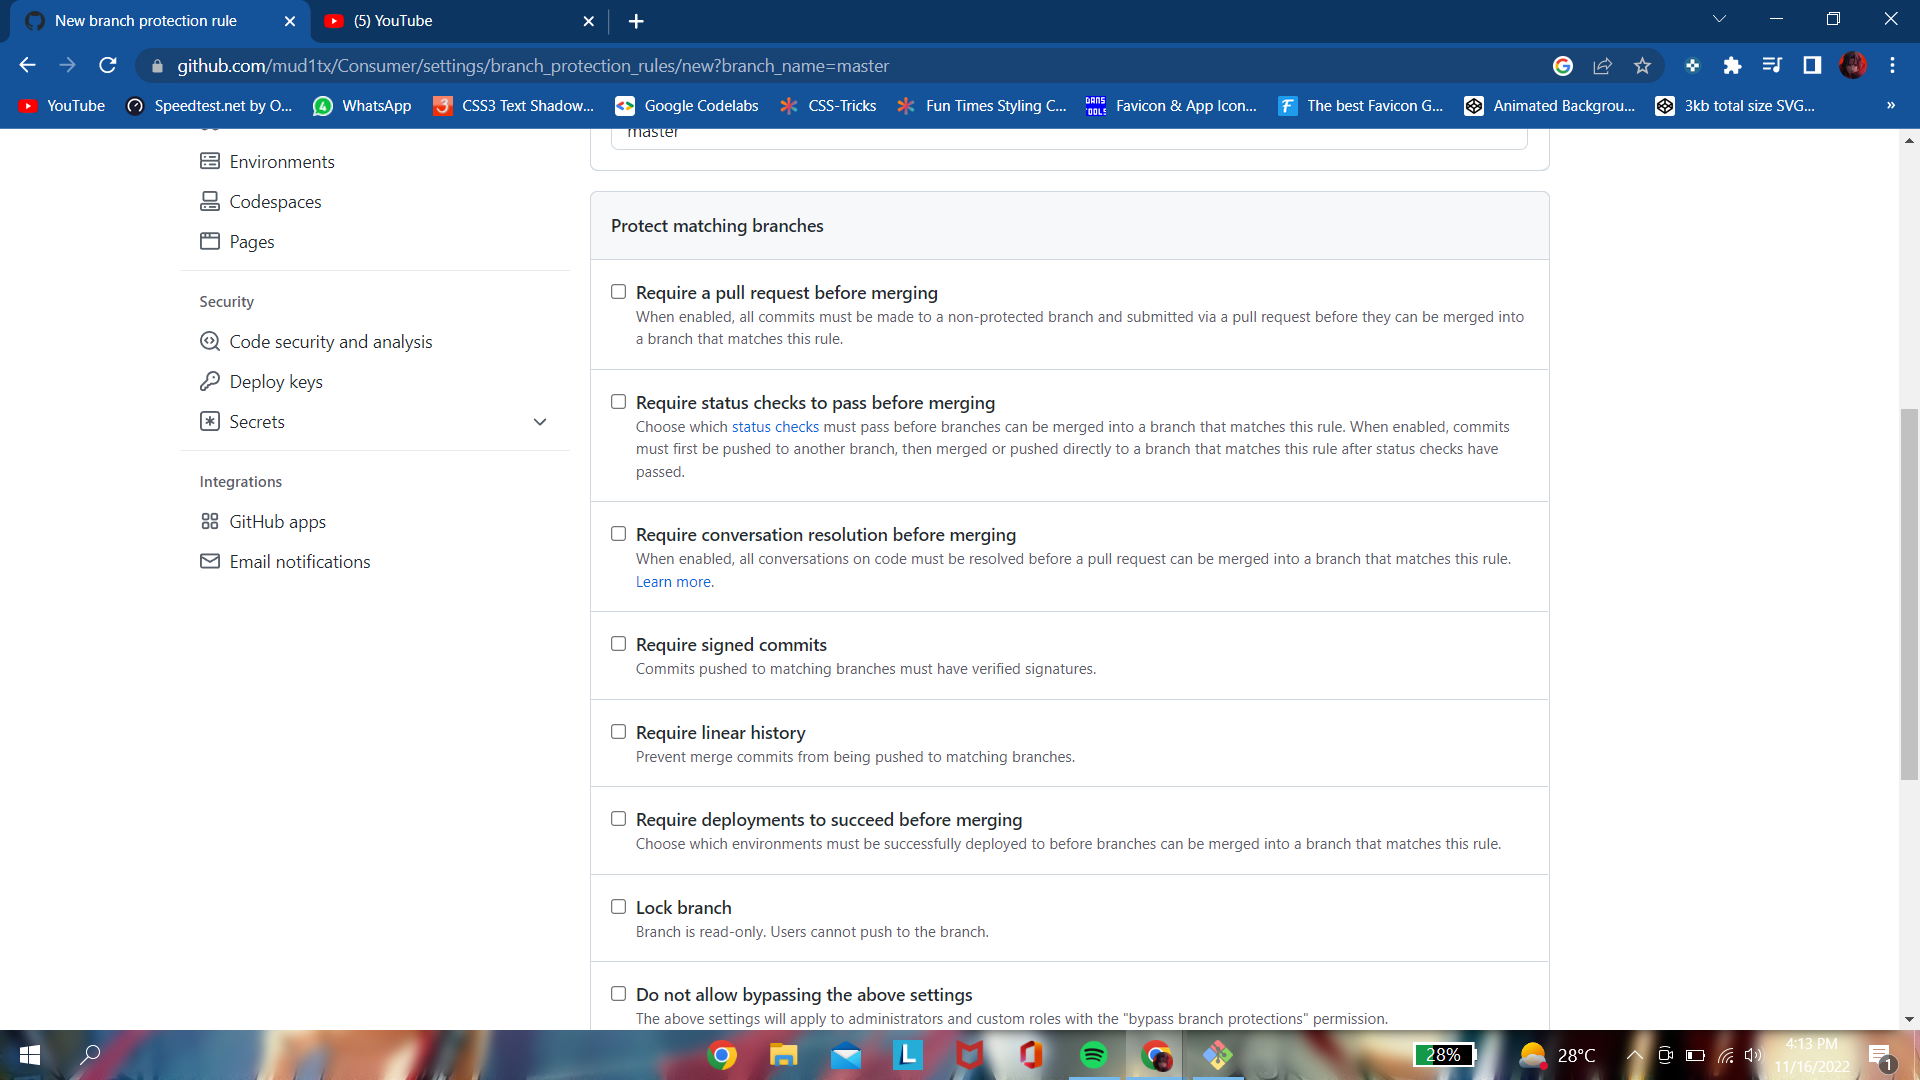 New branch protection rule
(5) YouTube
github.com/mud1tx/Consumer/settings/branch_protection_rules/new?branch_name=master
YouTube
Speedtest.net by O...
WhatsApp
CSS3 Text Shadow...
Google Codelabs
CSS-Tricks
Fun Times Styling C...
Favicon & App Icon...
The best Favicon G...
Animated Backgrou...
3kb total size SVG...
»
master
Environments
Codespaces
Pages
Security
Code security and analysis
Deploy keys
Secrets
Integrations
GitHub apps
Email notifications
Protect matching branches
Require a pull request before merging
When enabled, all commits must be made to a non-protected branch and submitted via a pull request before they can be merged into
a branch that matches this rule.
Require status checks to pass before merging
Choose which status checks must pass before branches can be merged into a branch that matches this rule. When enabled, commits
must first be pushed to another branch, then merged or pushed directly to a branch that matches this rule after status checks have
passed.
Require conversation resolution before merging
When enabled, all conversations on code must be resolved before a pull request can be merged into a branch that matches this rule.
Learn more.
Require signed commits
Commits pushed to matching branches must have verified signatures.
Require linear history
Prevent merge commits from being pushed to matching branches.
Require deployments to succeed before merging
Choose which environments must be successfully deployed to before branches can be merged into a branch that matches this rule.
Lock branch
Branch is read-only. Users cannot push to the branch.
Do not allow bypassing the above settings
The above settings will apply to administrators and custom roles with the "bypass branch protections" permission.
L
28%
28°C
4:13 PM
11/16/2022
1